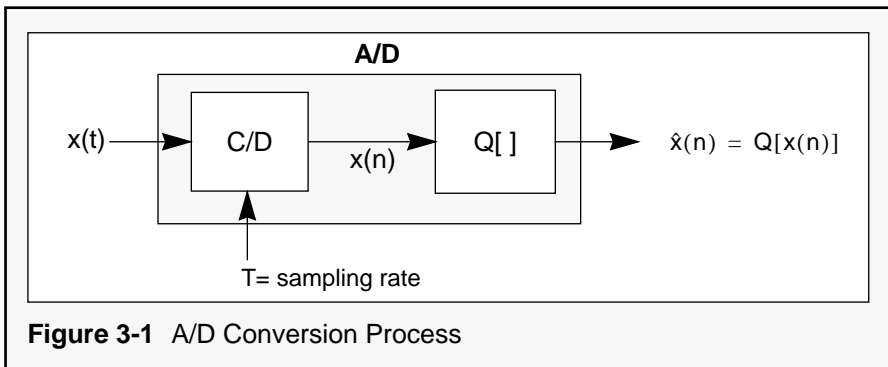 A/D
x(t)
C/D
x(n)
Q[ ]
x̂(n) = Q[x(n)]
T= sampling rate
Figure 3-1 A/D Conversion Process